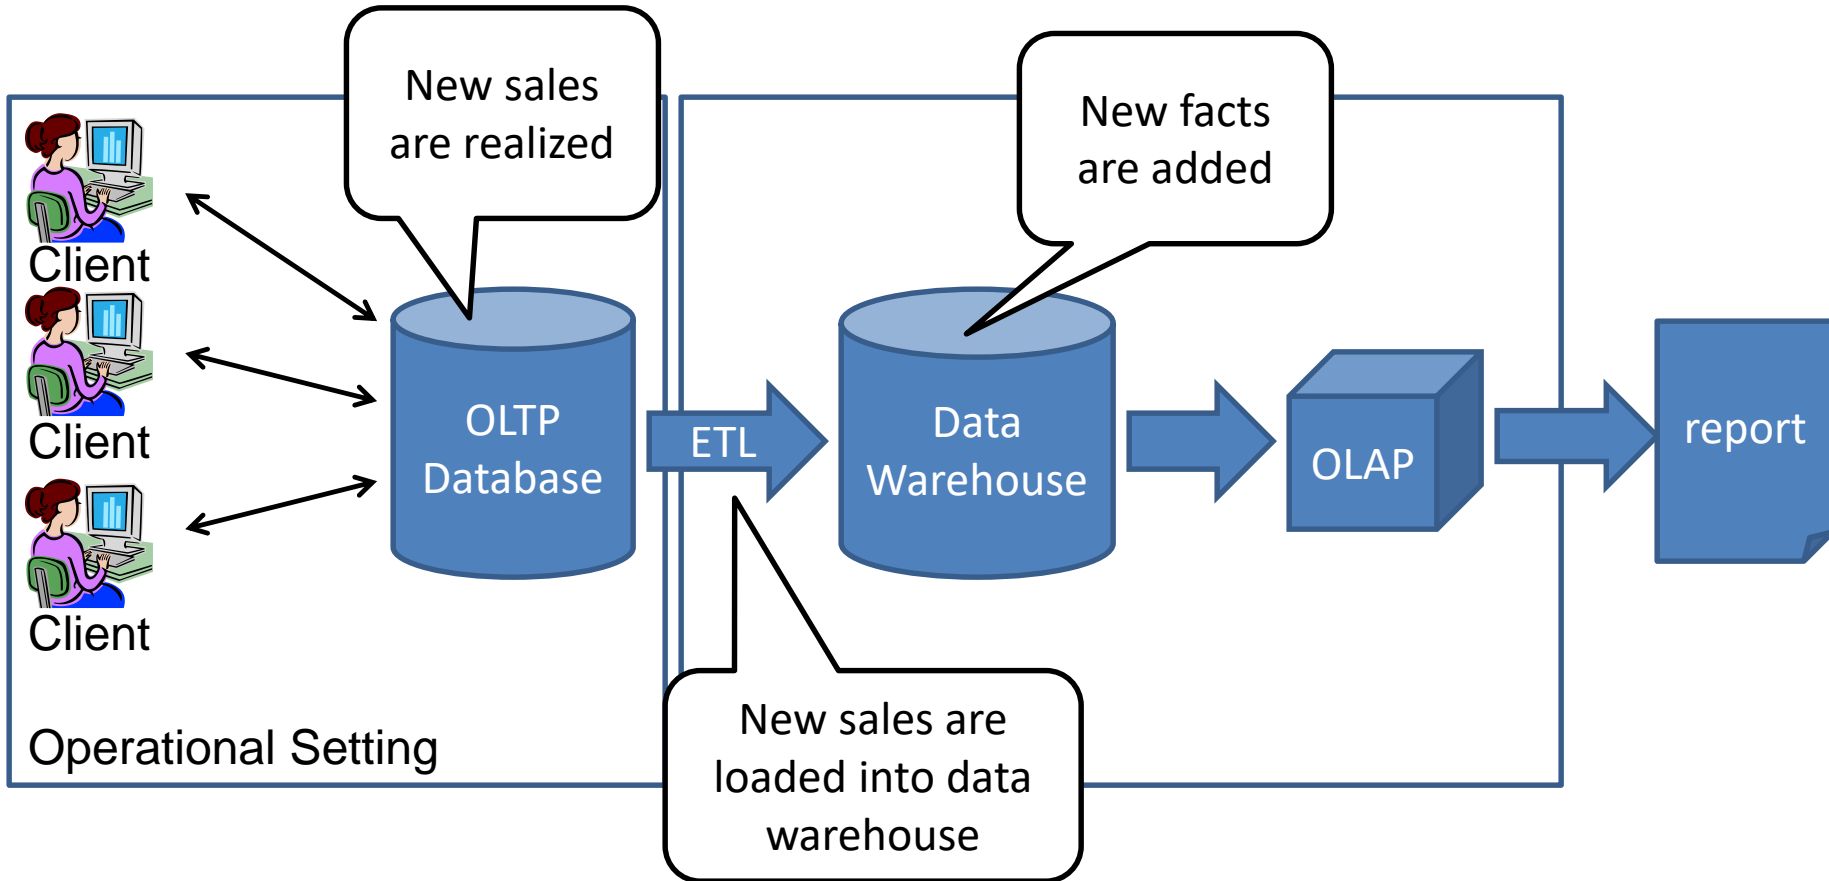 New sales
are realized
New facts
are added
Client
Client
Client
OLTP
Database
ETL
Data
Warehouse
OLAP
report
Operational Setting
New sales are
loaded into data
warehouse